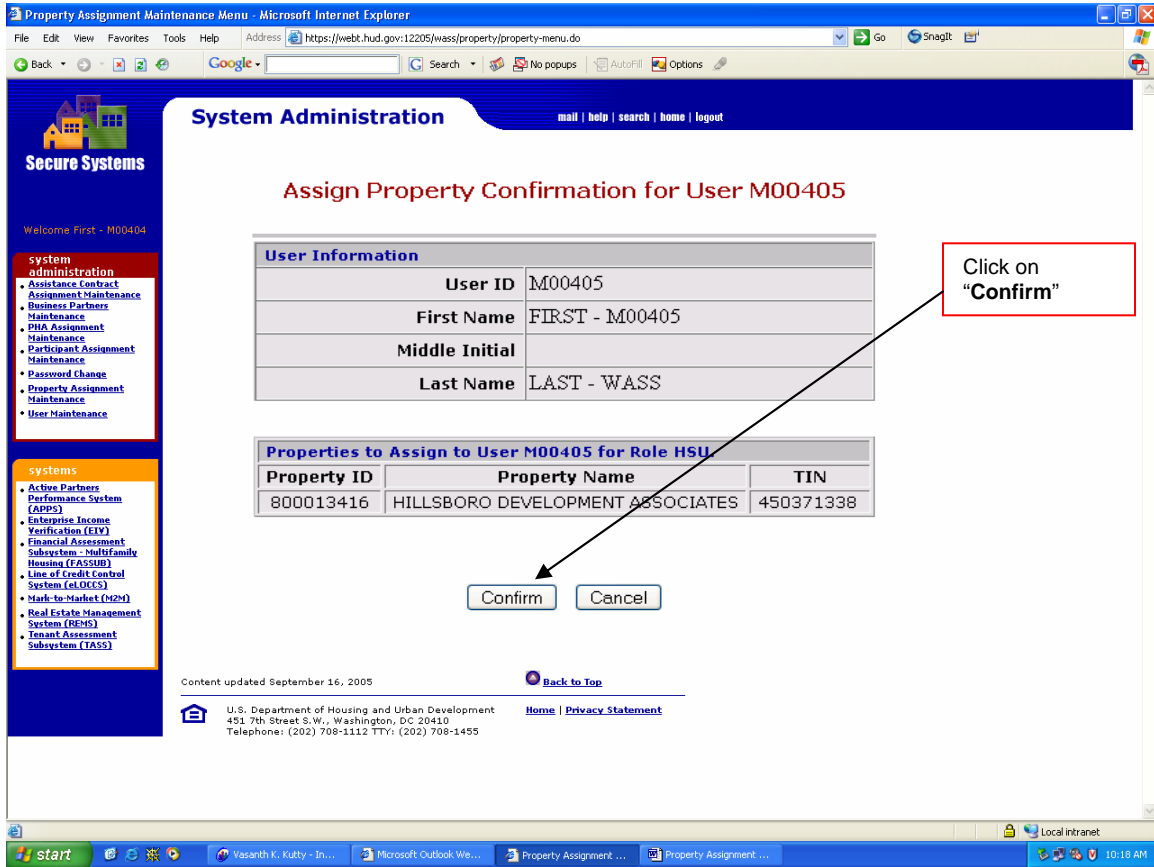 Property Assignment Maintenance Menu - Microsoft Internet Explorer
File Edit View Favorites Tools Help Address https://webt.hud.gov:12205/wass/property/property-menu.do Go SnagIt
Back Google Search No popups AutoFill Options
Secure Systems
System Administration
mail | help | search | home | logout
Welcome First - M00404
system
administration
Assistance Contract
Assignment Maintenance
Business Partners
Maintenance
PHA Assignment
Maintenance
Participant Assignment
Maintenance
Password Change
Property Assignment
Maintenance
User Maintenance
systems
Active Partners
Performance System
(APPS)
Enterprise Income
Verification (EIV)
Financial Assessment
Subsystem - Multifamily
Housing (FASSUB)
Line of Credit Control
System (eLOCCS)
Mark-to-Market (M2M)
Real Estate Management
System (REMS)
Tenant Assessment
Subsystem (TASS)
Assign Property Confirmation for User M00405
User Information
User ID M00405
First Name FIRST - M00405
Middle Initial
Last Name LAST - WASS
Click on
“Confirm”
Properties to Assign to User M00405 for Role HSU.
Property ID Property Name TIN
800013416 HILLSBORO DEVELOPMENT ASSOCIATES 450371338
Confirm Cancel
Content updated September 16, 2005 Back to Top
U.S. Department of Housing and Urban Development Home | Privacy Statement
451 7th Street S.W., Washington, DC 20410
Telephone: (202) 708-1112 TTY: (202) 708-1455
Local intranet
start Vasanth K. Kutty - In... Microsoft Outlook We... Property Assignment ... Property Assignment ... 10:18 AM